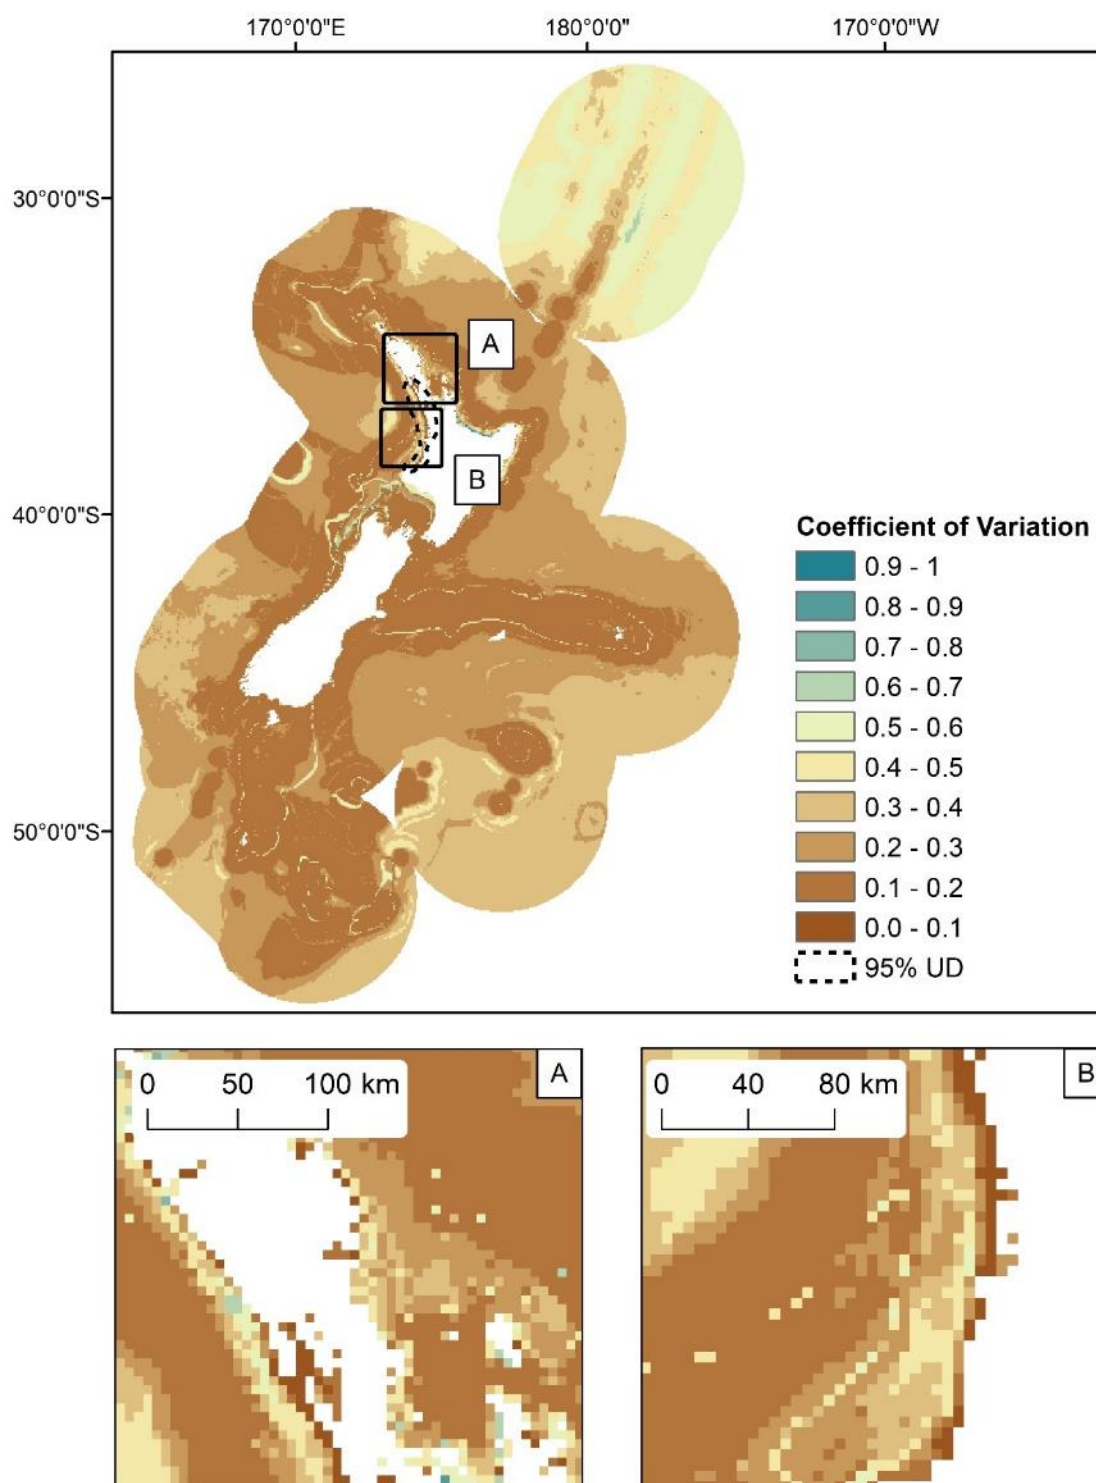 170°0'0"E 180°0'0" 170°0'0"W
30°0'0"S
A
B
40°0'0"S
Coefficient of Variation
0.9 - 1
0.8 - 0.9
0.7 - 0.8
0.6 - 0.7
0.5 - 0.6
0.4 - 0.5
0.3 - 0.4
50°0'0"S
0.2 - 0.3
0.1 - 0.2
0.0 - 0.1
95% UD
0 50 100 km
A
0 40 80 km
B